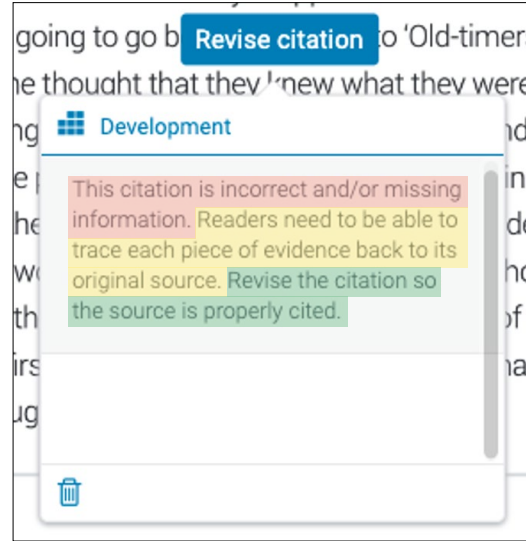 going to go b Revise citation o 'Old-timer
he thought that they knew what they were
Development
This citation is incorrect and/or missing
information. Readers need to be able to
trace each piece of evidence back to its
original source. Revise the citation so
the source is properly cited.